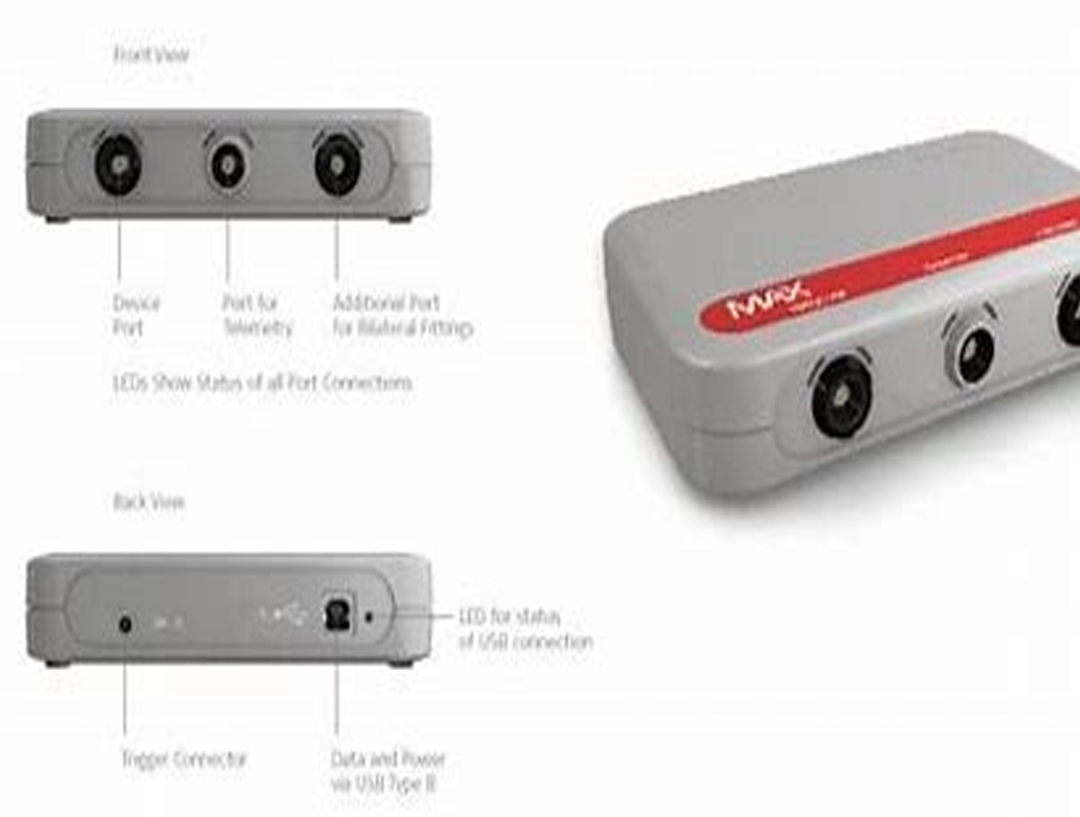 Front View
Device
Port
Port for
Telemetry
Additional Port
for Bilateral Fittings
LEDs Show Status of all Port Connections
MAX
Back View
LED for status
of USB connection
Trigger Connector
Data and Power
via USB Type B